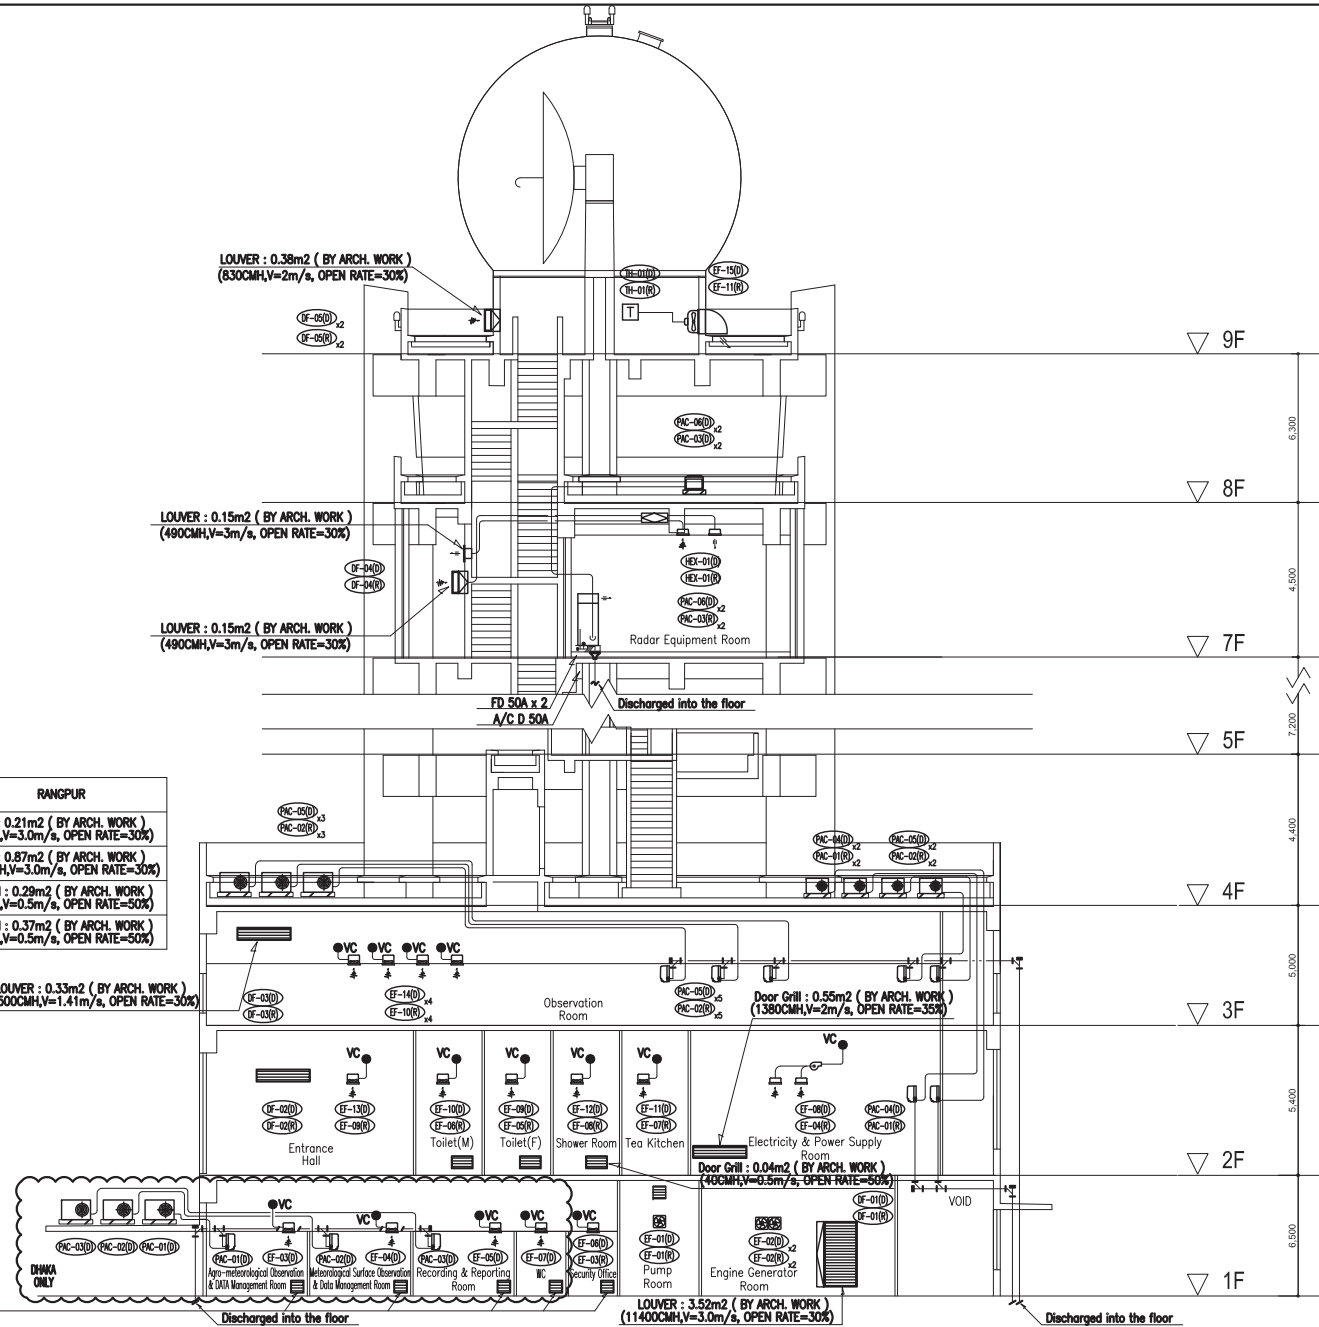 LOUVER : 0.38m2 ( BY ARCH. WORK )
(830CMH,V=2m/s, OPEN RATE=30%)
TH-01(D)
TH-01(R)
EF-15(D)
EF-11(R)
T
DF-05(D) x2
DF-05(R) x2
9F
PAC-06(D) x2
PAC-03(D) x2
6,300
8F
LOUVER : 0.15m2 ( BY ARCH. WORK )
(490CMH,V=3m/s, OPEN RATE=30%)
DF-04(D)
DF-04(R)
HEX-01(D)
HEX-01(R)
4,500
PAC-06(D) x2
PAC-03(R) x2
LOUVER : 0.15m2 ( BY ARCH. WORK )
(490CMH,V=3m/s, OPEN RATE=30%)
Radar Equipment Room
7F
FD 50A x 2
A/C D 50A
Discharged into the floor
7,200
5F
RANGPUR
: 0.21m2 ( BY ARCH. WORK )
,V=3.0m/s, OPEN RATE=30%)
: 0.87m2 ( BY ARCH. WORK )
H,V=3.0m/s, OPEN RATE=30%)
: 0.29m2 ( BY ARCH. WORK )
,V=0.5m/s, OPEN RATE=50%)
: 0.37m2 ( BY ARCH. WORK )
,V=0.5m/s, OPEN RATE=50%)
PAC-05(D) x3
PAC-02(R) x3
PAC-04(D) x2
PAC-01(R) x2
PAC-05(D) x2
PAC-02(R) x2
4,400
4F
VC VC VC VC
OUVER : 0.33m2 ( BY ARCH. WORK )
500CMH,V=1.41m/s, OPEN RATE=30%)
DF-03(D)
DF-03(R)
EF-14(D) x4
EF-10(R) x4
Observation
Room
PAC-05(D) x5
PAC-02(R) x5
Door Grill : 0.55m2 ( BY ARCH. WORK )
(1380CMH,V=2m/s, OPEN RATE=35%)
5,000
3F
VC VC VC VC VC VC
DF-02(D)
DF-02(R)
Entrance
Hall
EF-13(D)
EF-09(R)
EF-10(D)
EF-06(R)
Toilet(M)
EF-09(D)
EF-05(R)
Toilet(F)
EF-12(D)
EF-08(R)
Shower Room
EF-11(D)
EF-07(R)
Tea Kitchen
EF-08(D)
EF-04(R)
PAC-04(D)
PAC-01(R)
Electricity & Power Supply
Room
5,400
Door Grill : 0.04m2 ( BY ARCH. WORK )
(40CMH,V=0.5m/s, OPEN RATE=50%)
2F
VOID
DF-01(D)
DF-01(R)
VC VC VC VC VC
PAC-03(D) PAC-02(D) PAC-01(D)
DHAKA
ONLY
PAC-01(D) EF-03(D)
Agro-meteorological Observation
& DATA Management Room
PAC-02(D) EF-04(D)
Meteorological Surface Observation
& Data Management Room
PAC-03(D) EF-05(D)
Recording & Reporting
Room
EF-07(D)
WC
EF-06(D)
EF-03(R)
Security Office
EF-01(D)
EF-01(R)
Pump
Room
EF-02(D) x2
EF-02(R) x2
Engine Generator
Room
6,500
1F
Discharged into the floor
LOUVER : 3.52m2 ( BY ARCH. WORK )
(11400CMH,V=3.0m/s, OPEN RATE=30%)
Discharged into the floor